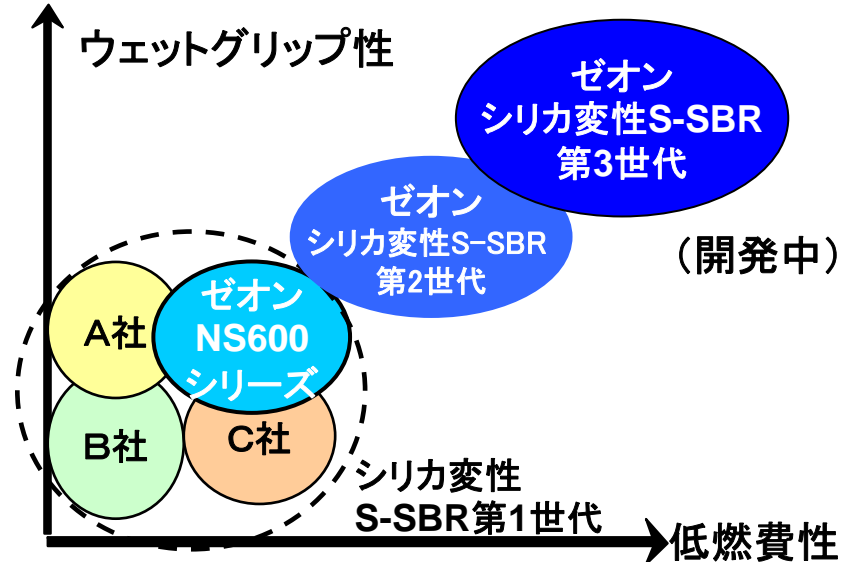 ウェットグリップ性
ゼオン
シリカ変性S-SBR
第3世代
ゼオン
シリカ変性S-SBR
第2世代
（開発中）
ゼオン
NS600
シリーズ
A社
B社
C社
シリカ変性
S-SBR第1世代
低燃費性